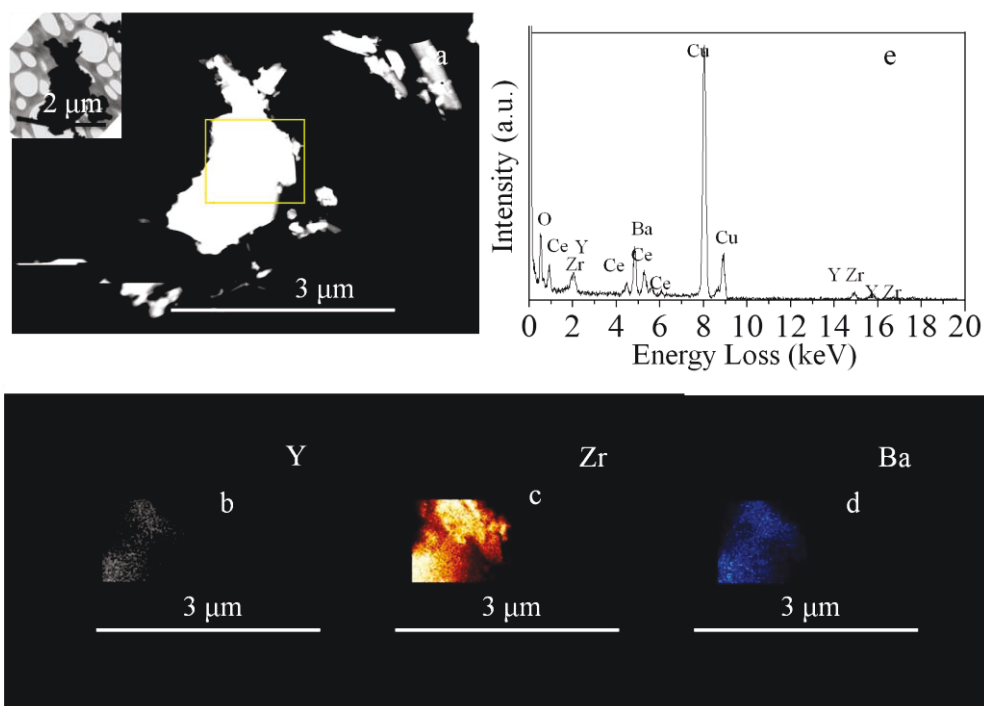 a
2 μm
3 μm
e
Cu
O
Ce Y
Zr
Ba
Ce Ce
Ce
Cu
Y Zr
Y Zr
Intensity (a.u.)
0 2 4 6 8 10 12 14 16 18 20
Energy Loss (keV)
Y Zr Ba
b c d
3 μm 3 μm 3 μm